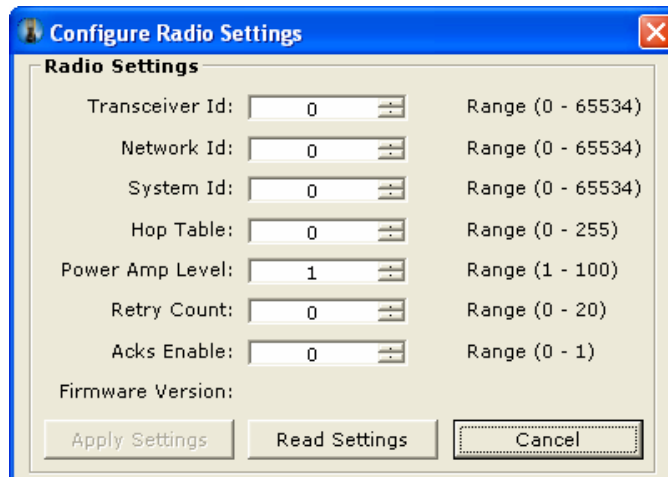 Configure Radio Settings
Radio Settings
Transceiver Id: 0 Range (0 - 65534)
Network Id: 0 Range (0 - 65534)
System Id: 0 Range (0 - 65534)
Hop Table: 0 Range (0 - 255)
Power Amp Level: 1 Range (1 - 100)
Retry Count: 0 Range (0 - 20)
Acks Enable: 0 Range (0 - 1)
Firmware Version:
Apply Settings Read Settings Cancel